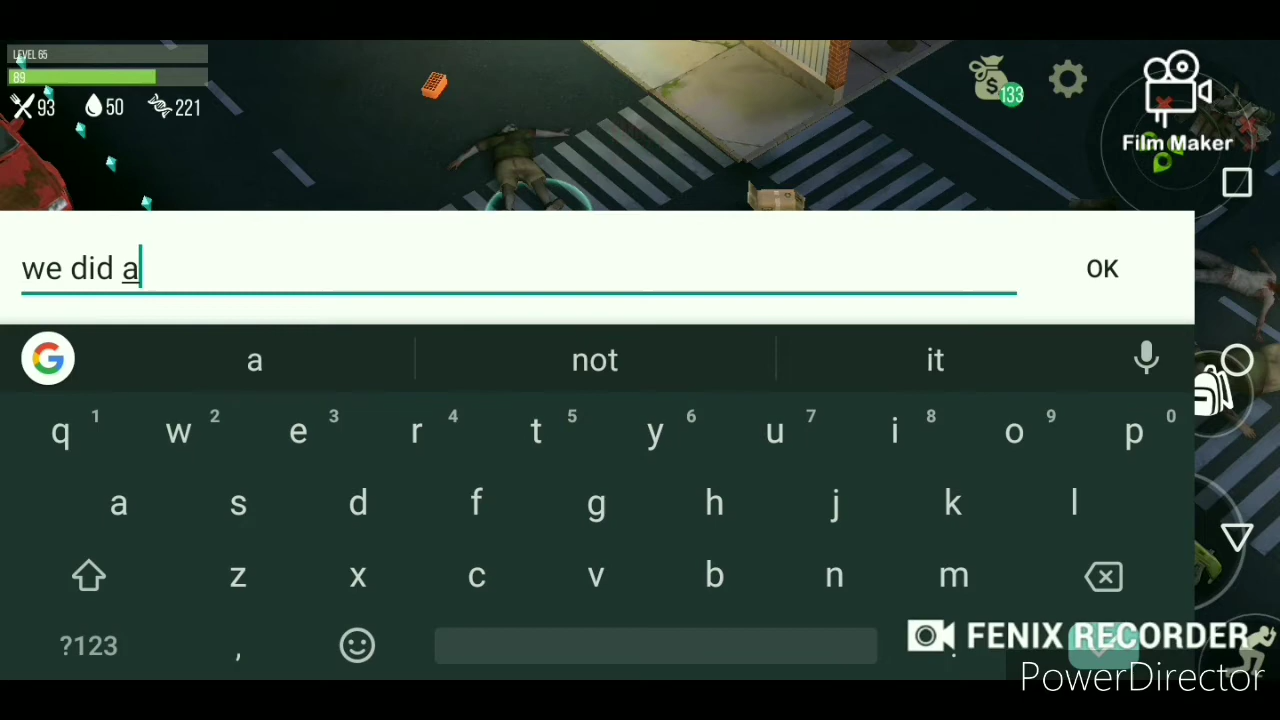 LEVEL 65
89
93 50 221
133
Film Maker
we did a
OK
a not it
q 1 w 2 e 3 r 4 t 5 y 6 u 7 i 8 o 9 p 0
a s d f g h j k l
z x c v b n m
?123 , .
FENIX RECORDER
PowerDirector